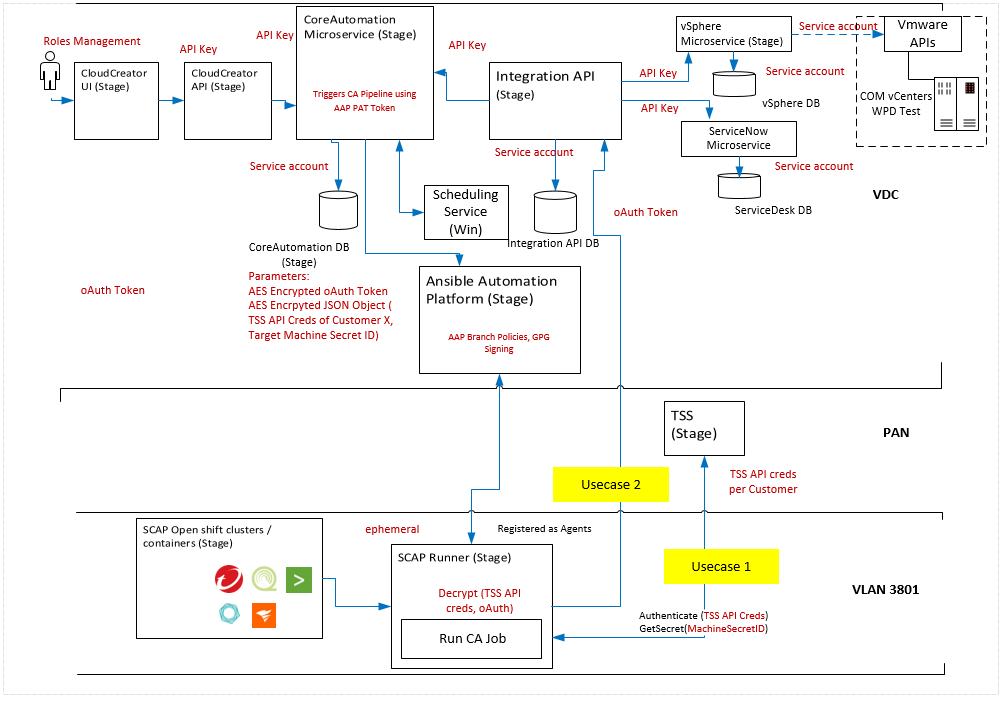 CoreAutomation
Microservice (Stage)
Triggers CA Pipeline using
AAP PAT Token
Roles Management
API Key
API Key
API Key
CloudCreator
UI (Stage)
CloudCreator
API (Stage)
Integration API
(Stage)
vSphere
Microservice (Stage)
Service account
Vmware
APIs
API Key
Service account
vSphere DB
COM vCenters
WPD Test
API Key
ServiceNow
Microservice
Service account
Service account
Service account
ServiceDesk DB
VDC
Scheduling
Service
(Win)
oAuth Token
Integration API DB
CoreAutomation DB
(Stage)
Parameters:
AES Encrypted oAuth Token
AES Encrpyted JSON Object (
TSS API Creds of Customer X,
Target Machine Secret ID)
oAuth Token
Ansible Automation
Platform (Stage)
AAP Branch Policies, GPG
Signing
TSS
(Stage)
PAN
Usecase 2
TSS API creds
per Customer
SCAP Open shift clusters /
containers (Stage)
ephemeral
Registered as Agents
SCAP Runner (Stage)
Decrypt (TSS API
creds, oAuth)
Run CA Job
Usecase 1
VLAN 3801
Authenticate (TSS API Creds)
GetSecret(MachineSecretID)